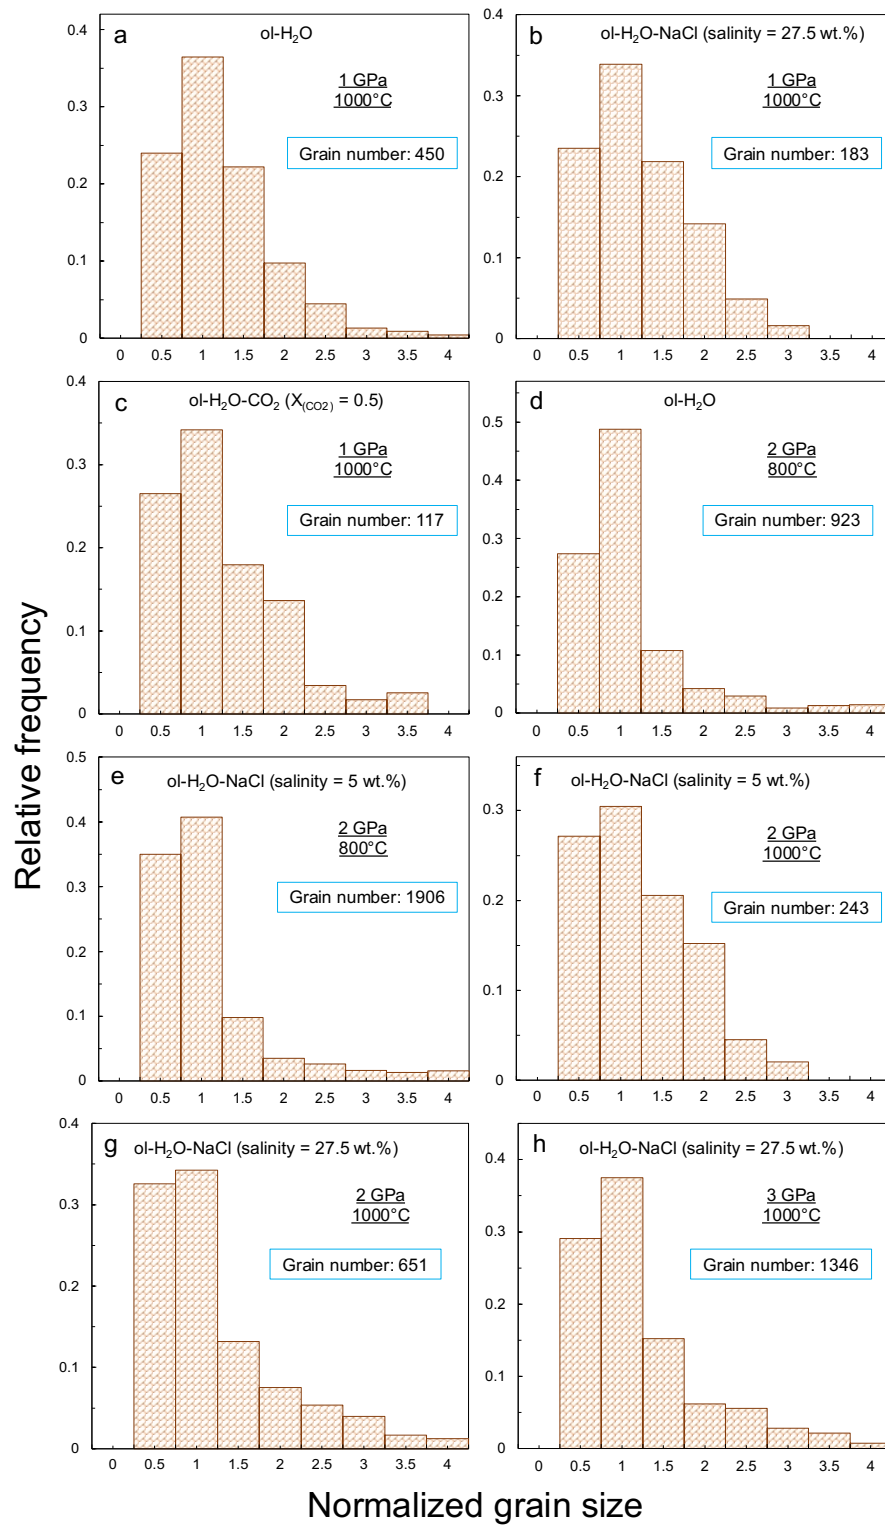 Relative frequency
a
ol-H₂O
1 GPa
1000°C
Grain number: 450
0.4
0.3
0.2
0.1
0
0 0.5 1 1.5 2 2.5 3 3.5 4
b
ol-H₂O-NaCl (salinity = 27.5 wt.%)
1 GPa
1000°C
Grain number: 183
0.4
0.3
0.2
0.1
0
0 0.5 1 1.5 2 2.5 3 3.5 4
c
ol-H₂O-CO₂ (X₍CO2₎ = 0.5)
1 GPa
1000°C
Grain number: 117
0.4
0.3
0.2
0.1
0
0 0.5 1 1.5 2 2.5 3 3.5 4
d
ol-H₂O
2 GPa
800°C
Grain number: 923
0.5
0.4
0.3
0.2
0.1
0
0 0.5 1 1.5 2 2.5 3 3.5 4
e
ol-H₂O-NaCl (salinity = 5 wt.%)
2 GPa
800°C
Grain number: 1906
0.5
0.4
0.3
0.2
0.1
0
0 0.5 1 1.5 2 2.5 3 3.5 4
f
ol-H₂O-NaCl (salinity = 5 wt.%)
2 GPa
1000°C
Grain number: 243
0.3
0.2
0.1
0
0 0.5 1 1.5 2 2.5 3 3.5 4
g
ol-H₂O-NaCl (salinity = 27.5 wt.%)
2 GPa
1000°C
Grain number: 651
0.4
0.3
0.2
0.1
0
0 0.5 1 1.5 2 2.5 3 3.5 4
h
ol-H₂O-NaCl (salinity = 27.5 wt.%)
3 GPa
1000°C
Grain number: 1346
0.4
0.3
0.2
0.1
0
0 0.5 1 1.5 2 2.5 3 3.5 4
Normalized grain size